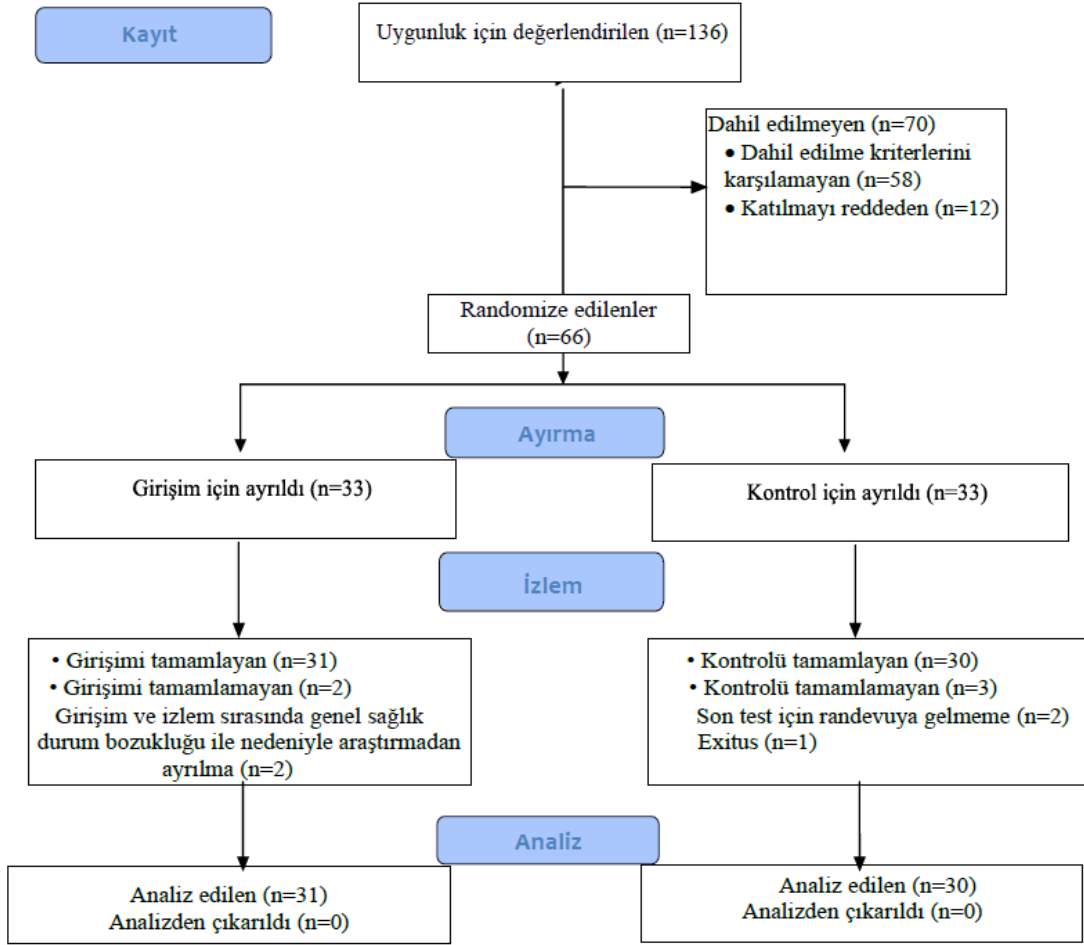 Kayıt
Uygunluk için değerlendirilen (n=136)
Dahil edilmeyen (n=70)
• Dahil edilme kriterlerini
karşılamayan (n=58)
• Katılmayı reddeden (n=12)
Randomize edilenler
(n=66)
Ayırma
Girişim için ayrıldı (n=33)
Kontrol için ayrıldı (n=33)
İzlem
• Girişimi tamamlayan (n=31)
• Girişimi tamamlamayan (n=2)
Girişim ve izlem sırasında genel sağlık
durum bozukluğu ile nedeniyle araştırmadan
ayrılma (n=2)
• Kontrolü tamamlayan (n=30)
• Kontrolü tamamlamayan (n=3)
Son test için randevuya gelmeme (n=2)
Exitus (n=1)
Analiz
Analiz edilen (n=31)
Analizden çıkarıldı (n=0)
Analiz edilen (n=30)
Analizden çıkarıldı (n=0)